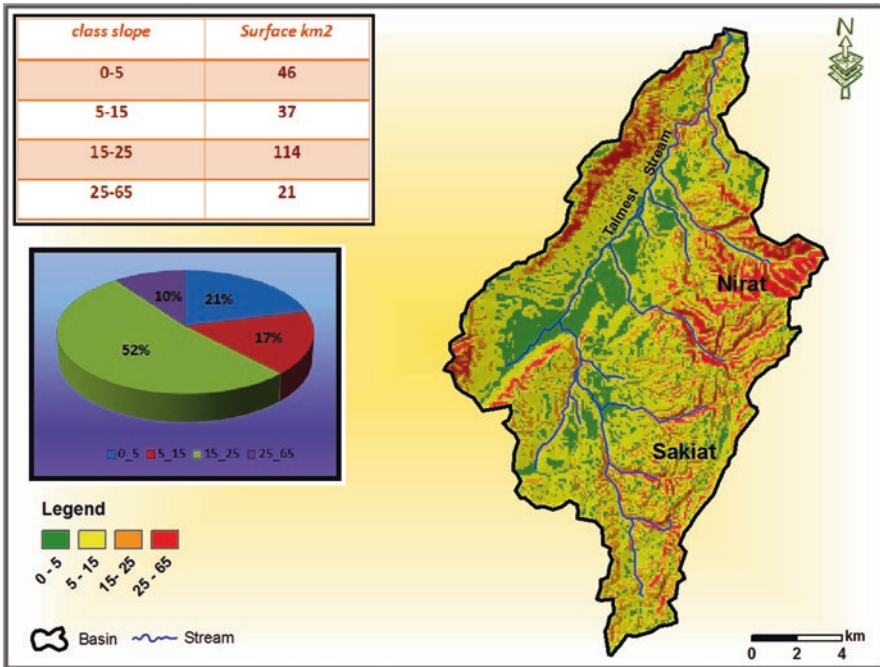 class slope Surface km2
0-5 46
5-15 37
15-25 114
25-65 21
N
Talmest Stream
Nirat
Sakiat
10% 21%
17%
52%
0_5 5_15 15_25 25_65
Legend
0 - 5 5 - 15 15- 25 25 - 65
Basin Stream
km
0 2 4